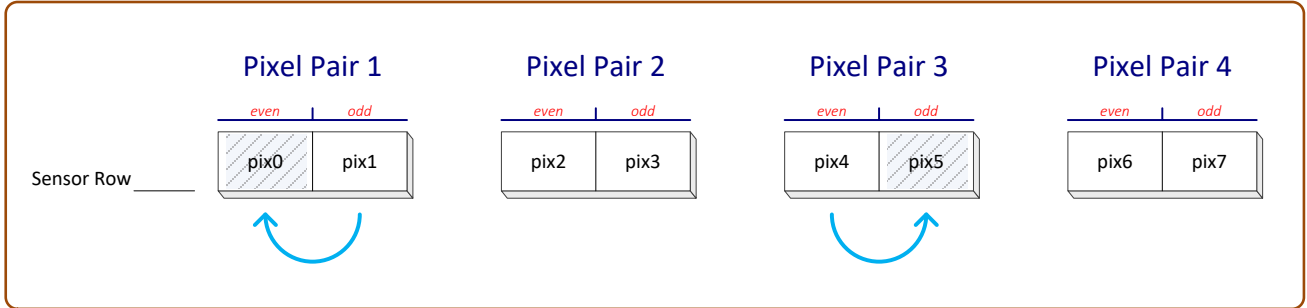 Pixel Pair 1 Pixel Pair 2 Pixel Pair 3 Pixel Pair 4
even odd even odd even odd even odd
pix0 pix1 pix2 pix3 pix4 pix5 pix6 pix7
Sensor Row ______